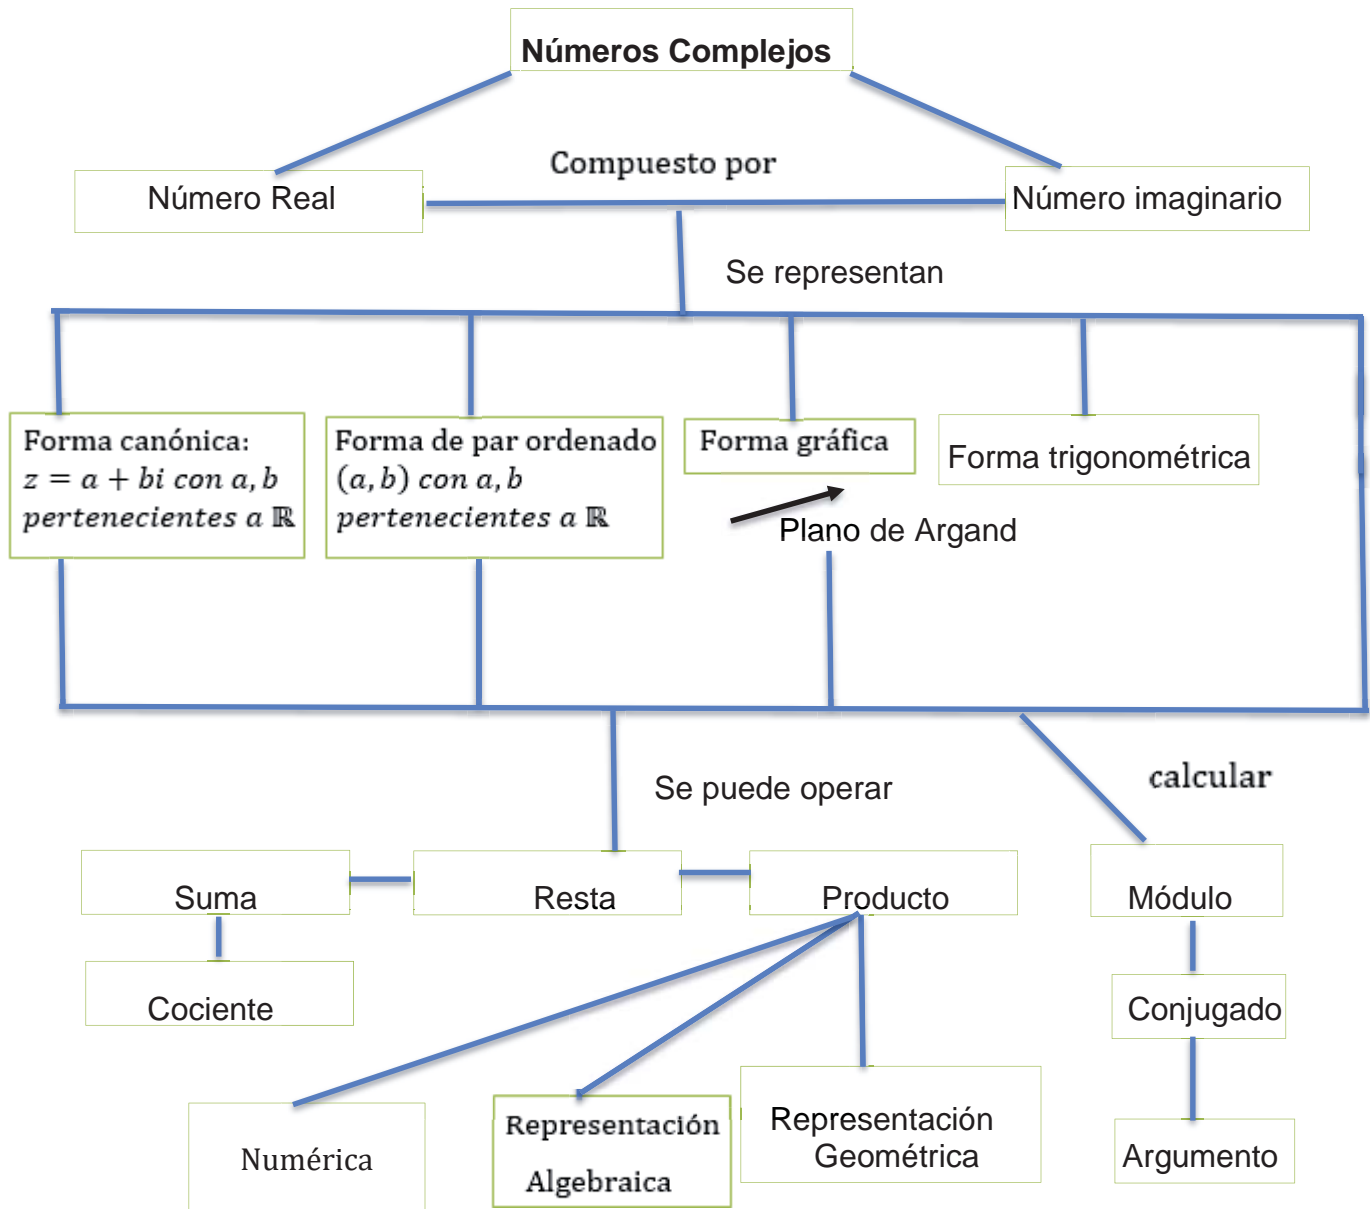 Números Complejos
Compuesto por
Número Real
Número imaginario
Se representan
Forma canónica:
z = a + bi con a, b
pertenecientes a ℝ
Forma de par ordenado
(a, b) con a, b
pertenecientes a ℝ
Forma gráfica
Plano de Argand
Forma trigonométrica
Se puede operar
calcular
Suma
Resta
Producto
Módulo
Cociente
Conjugado
Numérica
Representación
Algebraica
Representación
Geométrica
Argumento